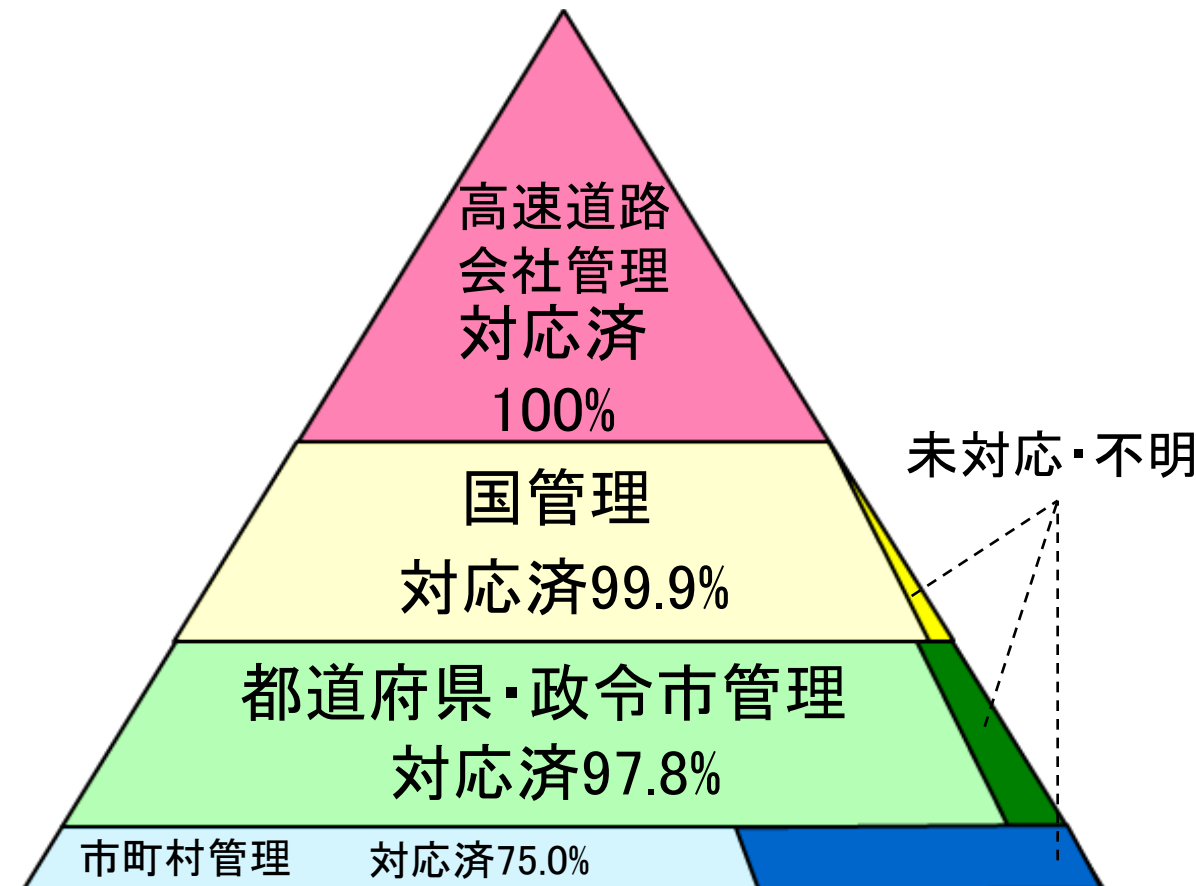 高速道路
会社管理
対応済
100%
未対応・不明
国管理
対応済99.9%
都道府県・政令市管理
対応済97.8%
市町村管理 対応済75.0%